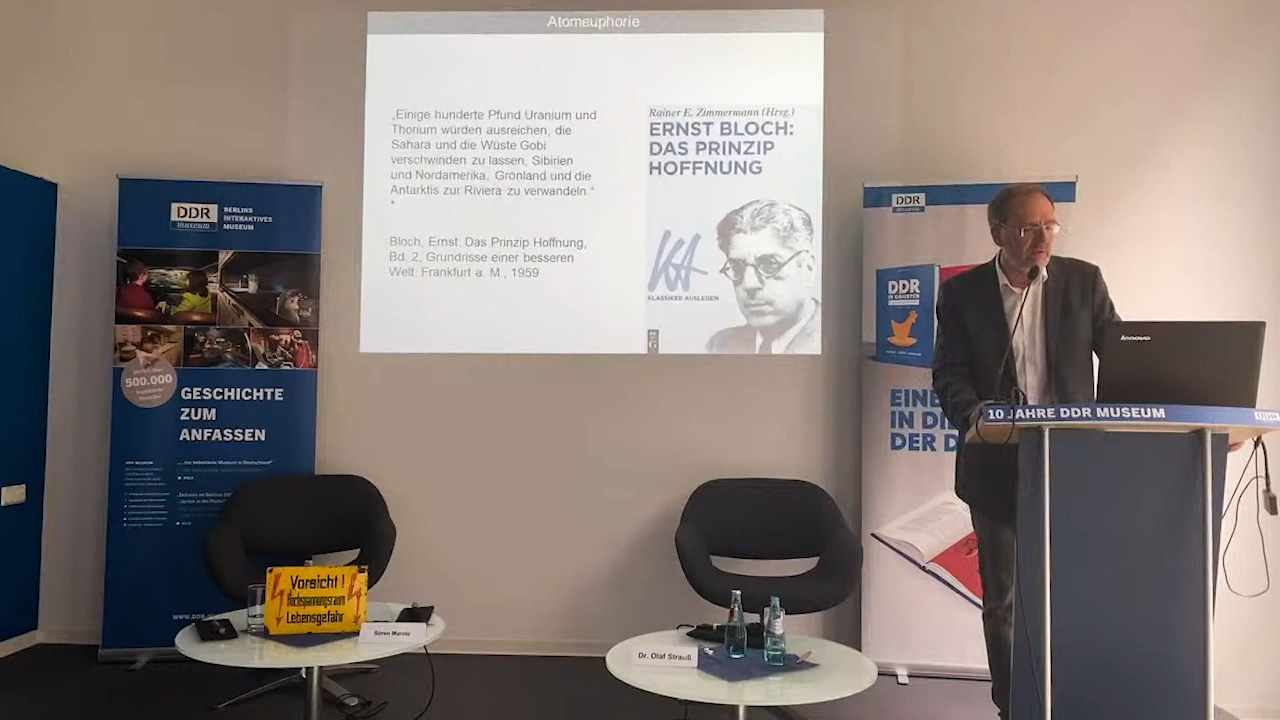 Atomeuphorie
„Einige hunderte Pfund Uranium und
Thorium würden ausreichen, die
Sahara und die Wüste Gobi
verschwinden zu lassen, Sibirien
und Nordamerika, Grönland und die
Antarktis zur Riviera zu verwandeln.“
Bloch, Ernst: Das Prinzip Hoffnung,
Bd. 2, Grundrisse einer besseren
Welt. Frankfurt a. M., 1959
Rainer E. Zimmermann (Hrsg.)
ERNST BLOCH:
DAS PRINZIP
HOFFNUNG
KLASSIKER AUSLEGEN
DDR
museum
BERLINS
INTERAKTIVES
MUSEUM
500.000
GESCHICHTE
ZUM
ANFASSEN
DDR MUSEUM
Vorsicht!
Hochspannungsraum
Lebensgefahr
Sören Marotz
Dr. Olaf Strauß
DDR
DDR
EINE
IN DI
DER D
lenovo
10 JAHRE DDR MUSEUM
DDR